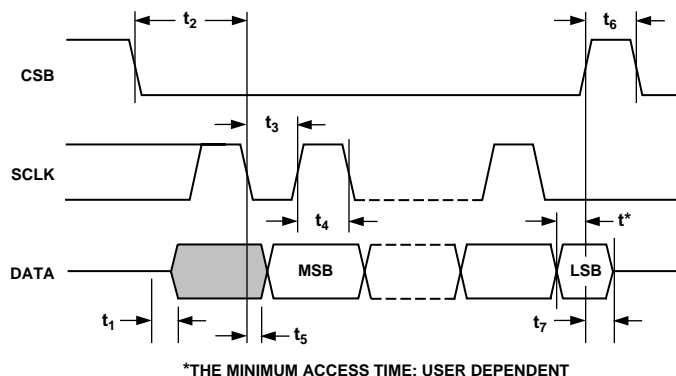 t2
t6
CSB
t3
SCLK
t4
t*
DATA
MSB
LSB
t1
t5
t7
*THE MINIMUM ACCESS TIME: USER DEPENDENT